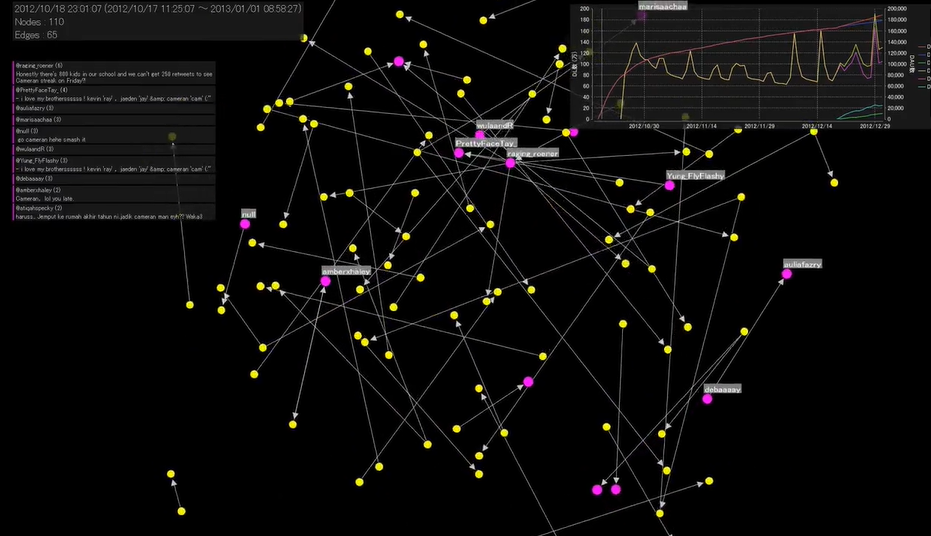 2012/10/18 23:01:07 (2012/10/17 11:25:07 ～ 2013/01/01 08:58:27)
Nodes : 110
Edges : 65
@raging_roener (5)
Honestly there's 800 kids in our school and we can't get 250 retweets to see Cameran streak on Friday?
@PrettyFaceTay_ (4)
- i love my brotherssssss ! kevin 'ray' , jaeden 'jay' &amp; cameran 'cam' (:"
@auliafazry (3)
@marisaachaa (3)
@null (3)
go cameran hehe smash it
@wulaandR (3)
@Yung_FlyFlashy (3)
- i love my brotherssssss ! kevin 'ray' , jaeden 'jay' &amp; cameran 'cam' (:"
@debaaaay (3)
@amberxhaley (2)
Cameran, lol you late.
@atiqahspecky (2)
haruss. Jemput ke rumah akhir tahun ni.jadik cameran man
marisaachaa
200
180
160
140
120
100
80
60
40
20
0
200,000
180,000
160,000
140,000
120,000
100,000
80,000
60,000
40,000
20,000
0
2012/10/30
2012/11/14
2012/11/29
2012/12/14
2012/12/29
wulaandR
PrettyFaceTay_
raging_roener
Yung_FlyFlashy
null
auliafazry
amberxhaley
debaaaay